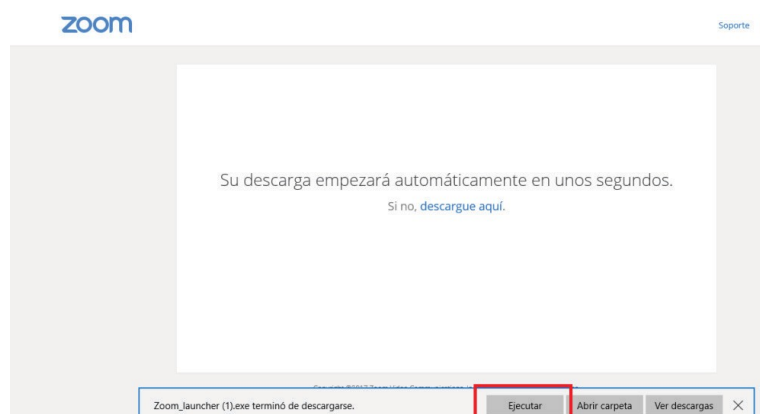 zoom
Soporte
Su descarga empezará automáticamente en unos segundos.
Si no, descargue aquí.
Zoom_launcher (1).exe terminó de descargarse.
Ejecutar
Abrir carpeta
Ver descargas